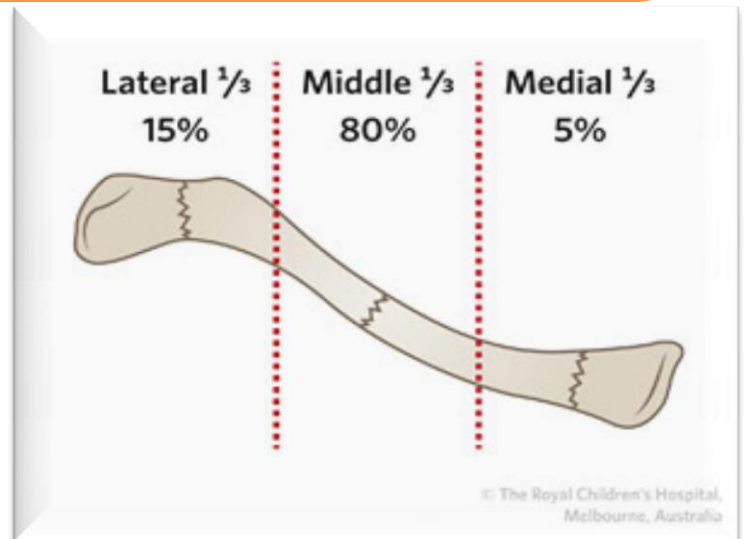 Lateral ⅓
15%
Middle ⅓
80%
Medial ⅓
5%
© The Royal Children's Hospital,
Melbourne, Australia